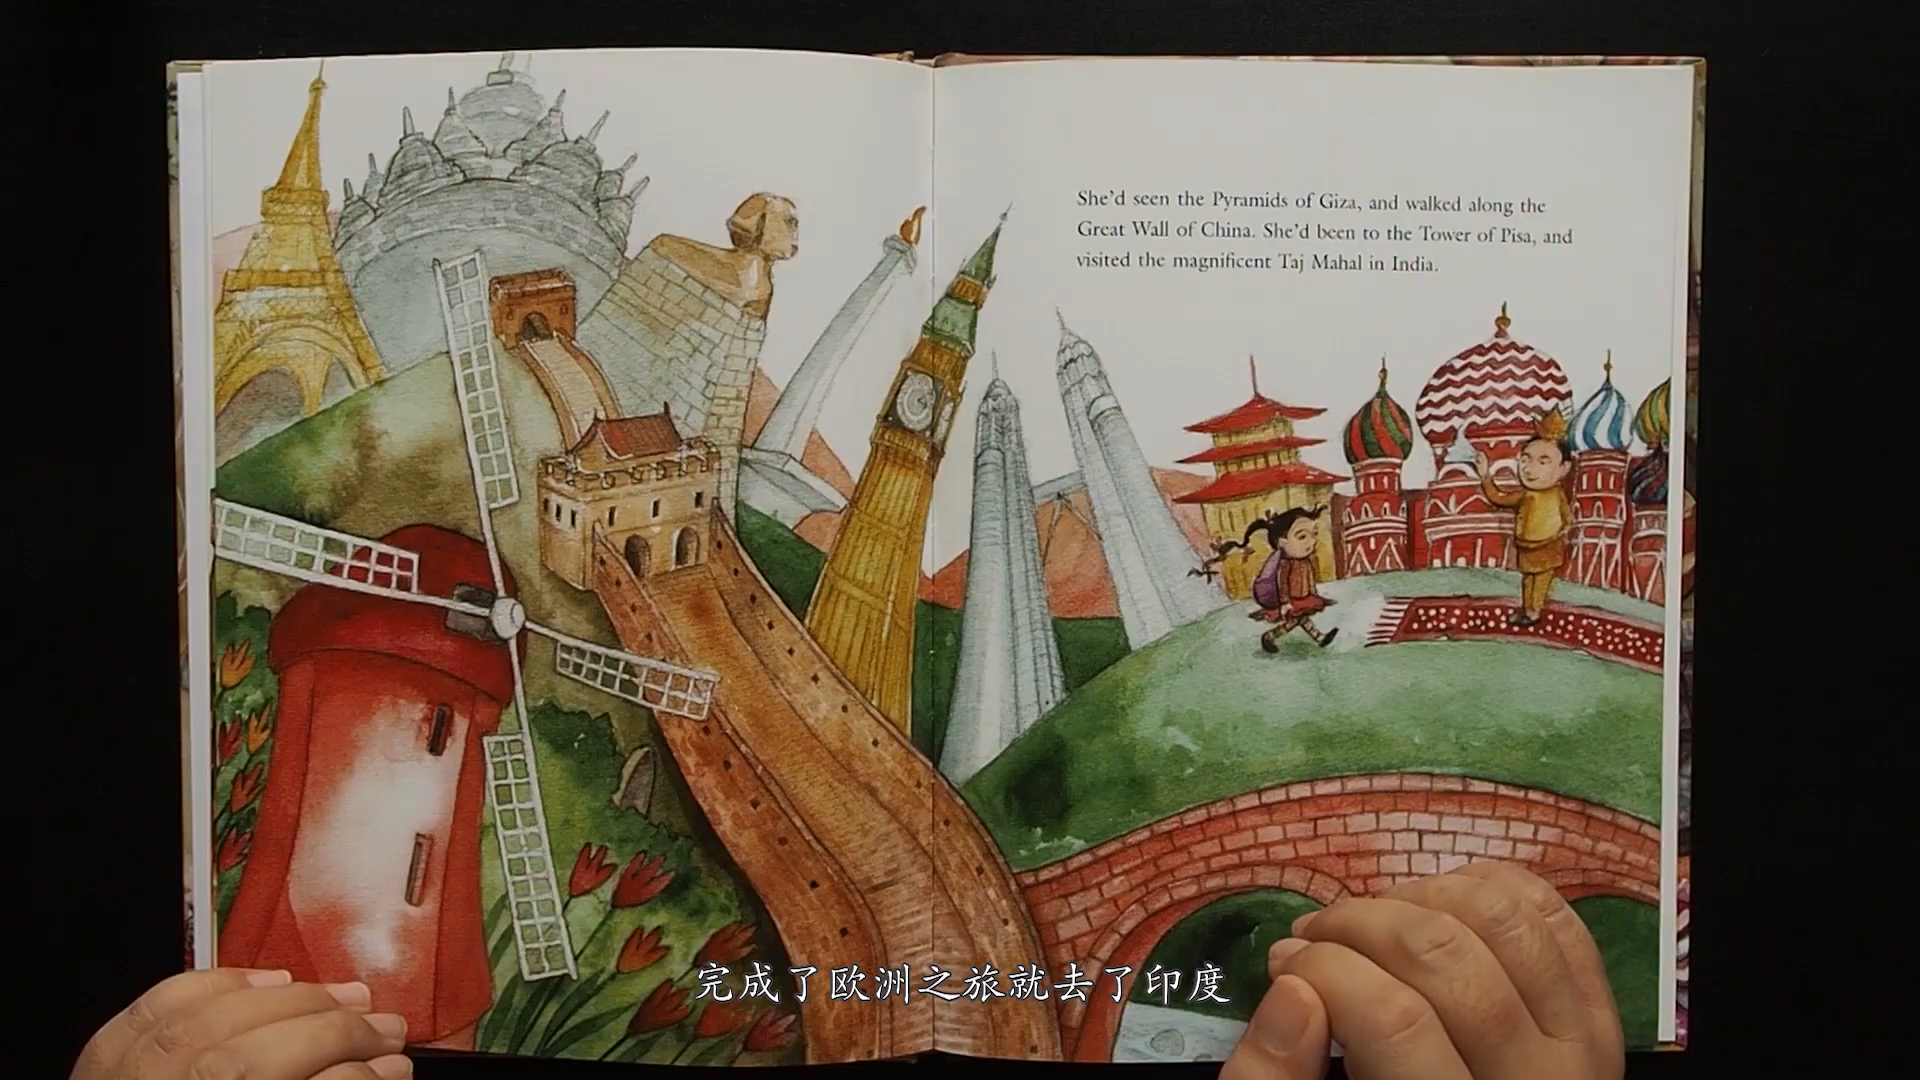 She'd seen the Pyramids of Giza, and walked along the
Great Wall of China. She'd been to the Tower of Pisa, and
visited the magnificent Taj Mahal in India.
完成了欧洲之旅就去了印度